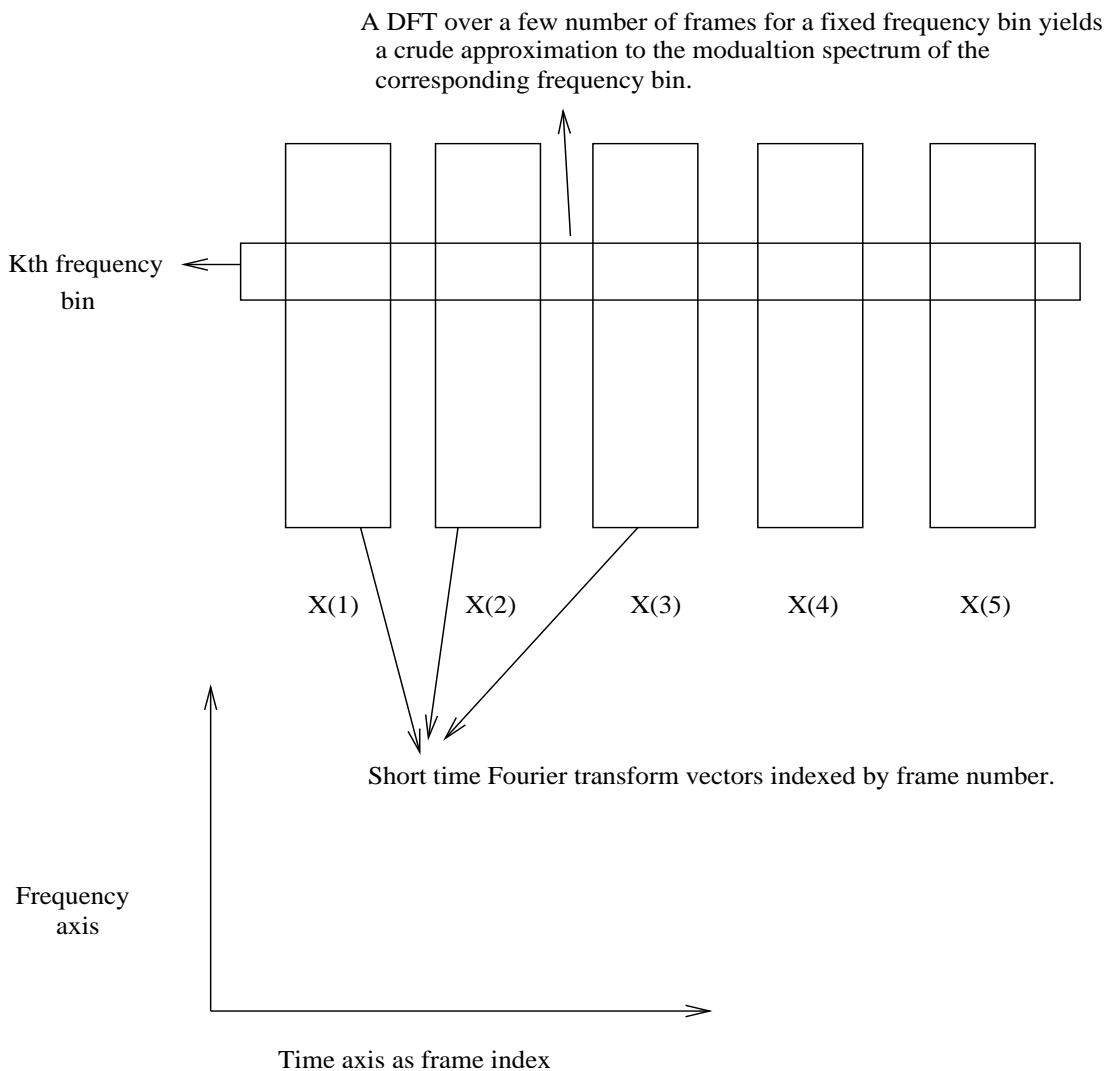 A DFT over a few number of frames for a fixed frequency bin yields
a crude approximation to the modualtion spectrum of the
corresponding frequency bin.
Kth frequency
bin
X(1)
X(2)
X(3)
X(4)
X(5)
Short time Fourier transform vectors indexed by frame number.
Frequency
axis
Time axis as frame index